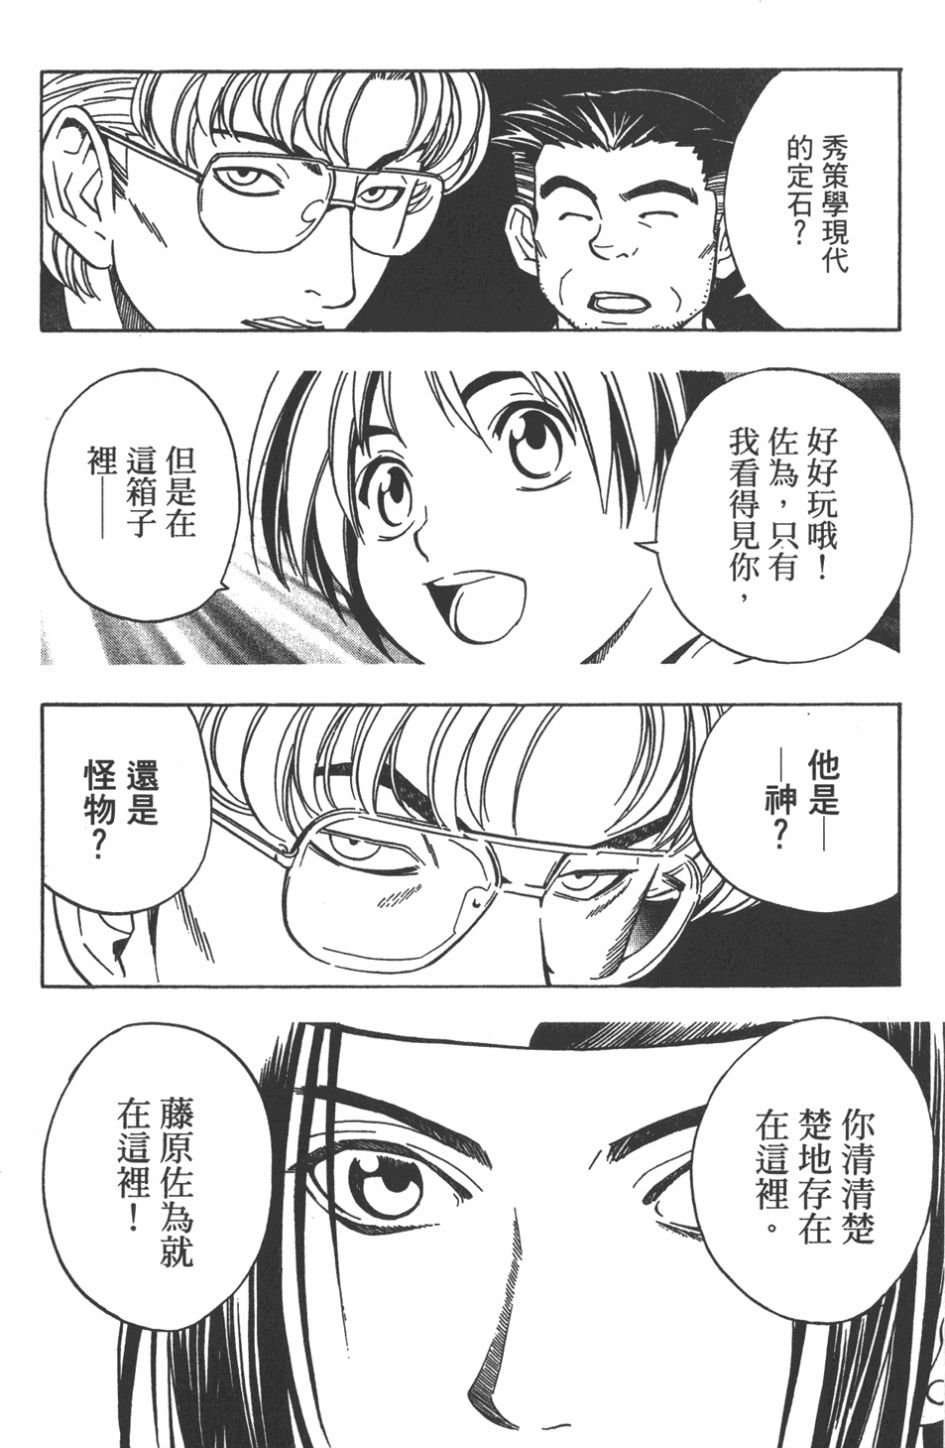 秀策學現代
的定石？
好好玩哦！
佐為，只有
我看得見你，
但是在
這箱子
裡──
他是─
─神？
還是
怪物？
你清清楚
楚地存在
在這裡。
藤原佐為就
在這裡！